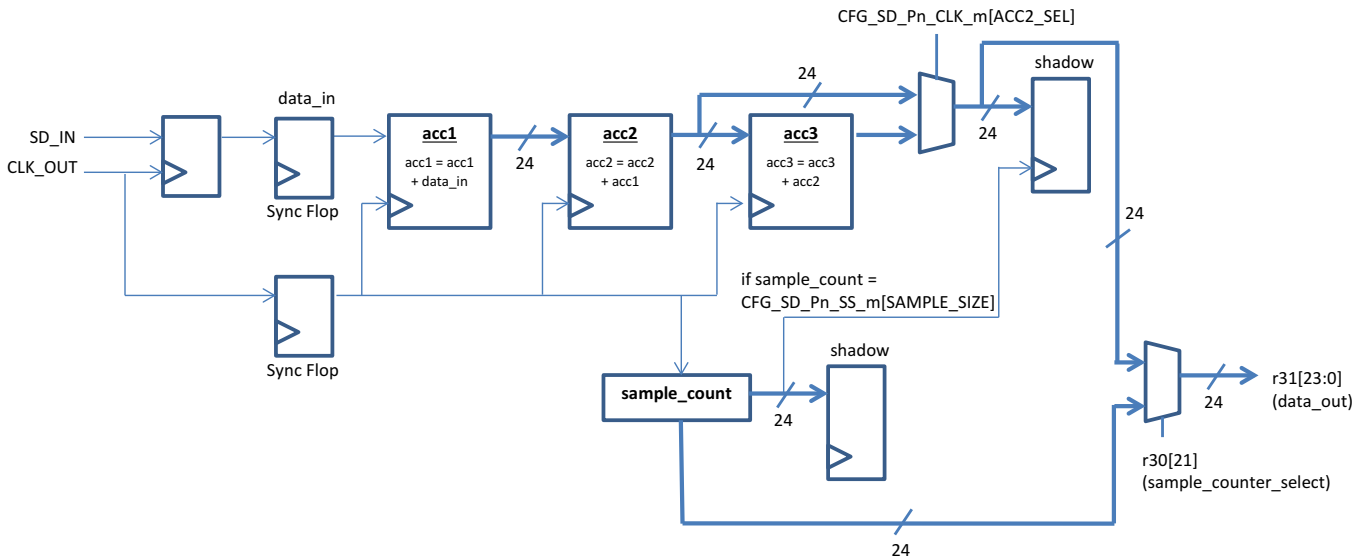 CFG_SD_Pn_CLK_m[ACC2_SEL]
shadow
24
data_in
SD_IN
CLK_OUT
acc1
acc1 = acc1
+ data_in
24
acc2
acc2 = acc2
+ acc1
24
acc3
acc3 = acc3
+ acc2
24
Sync Flop
24
if sample_count =
CFG_SD_Pn_SS_m[SAMPLE_SIZE]
Sync Flop
shadow
sample_count
24
r31[23:0]
(data_out)
24
r30[21]
(sample_counter_select)
24